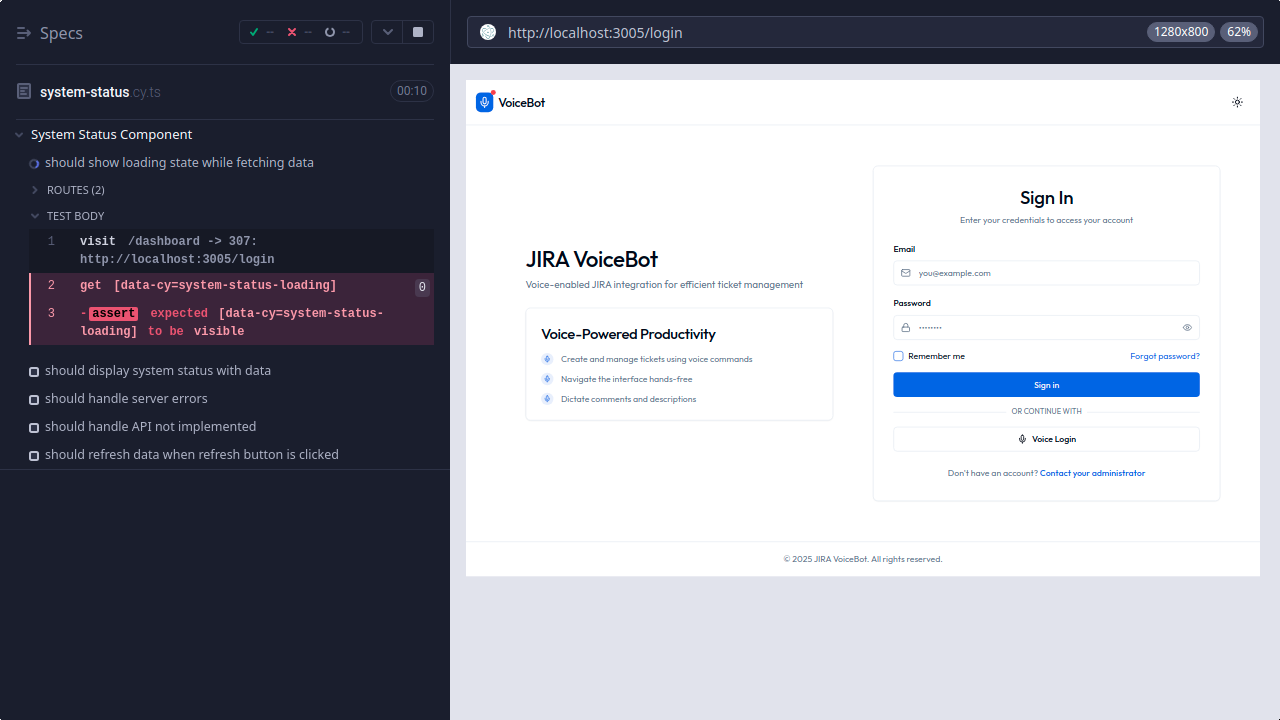 Specs
-- -- --
system-status.cy.ts
00:10
System Status Component
should show loading state while fetching data
ROUTES (2)
TEST BODY
1 visit /dashboard -> 307:
http://localhost:3005/login
2 get [data-cy=system-status-loading] 0
3 -assert expected [data-cy=system-status-
loading] to be visible
should display system status with data
should handle server errors
should handle API not implemented
should refresh data when refresh button is clicked
http://localhost:3005/login
1280x800 62%
VoiceBot
JIRA VoiceBot
Voice-enabled JIRA integration for efficient ticket management
Voice-Powered Productivity
Create and manage tickets using voice commands
Navigate the interface hands-free
Dictate comments and descriptions
Sign In
Enter your credentials to access your account
Email
you@example.com
Password
••••••••
Remember me
Forgot password?
Sign in
OR CONTINUE WITH
Voice Login
Don't have an account? Contact your administrator
© 2025 JIRA VoiceBot. All rights reserved.